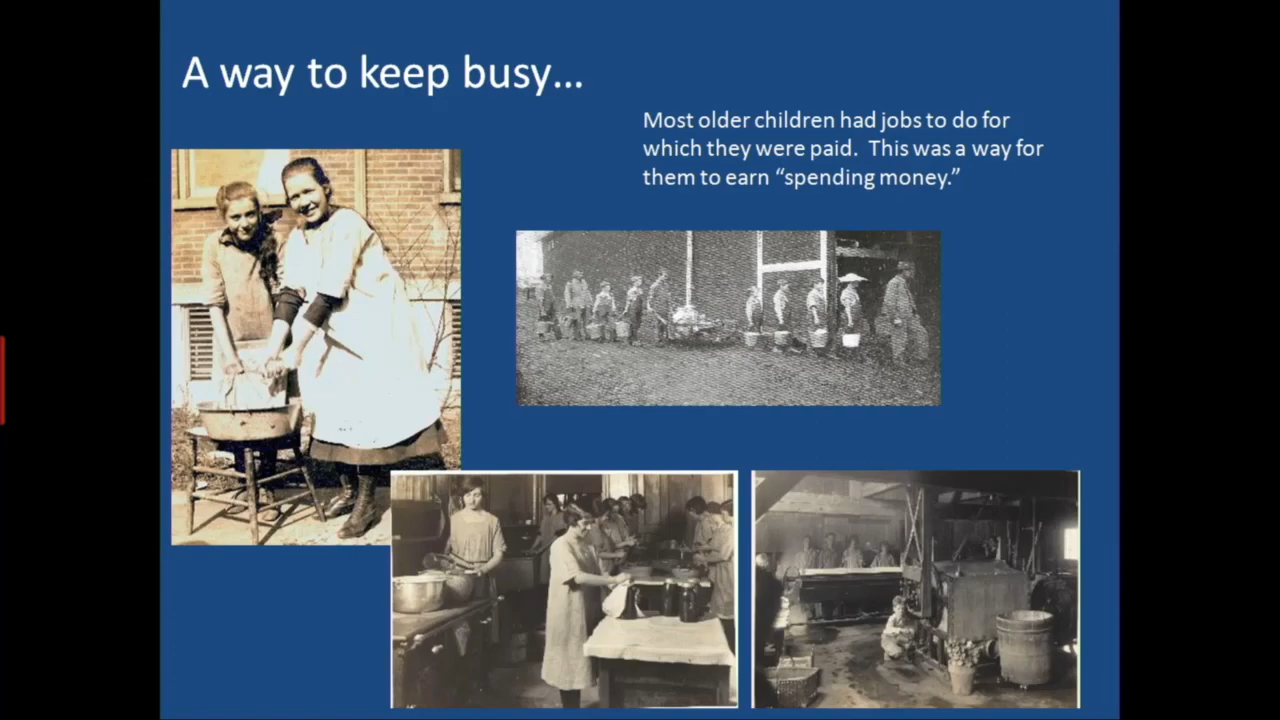 A way to keep busy...
Most older children had jobs to do for
which they were paid.  This was a way for
them to earn “spending money.”